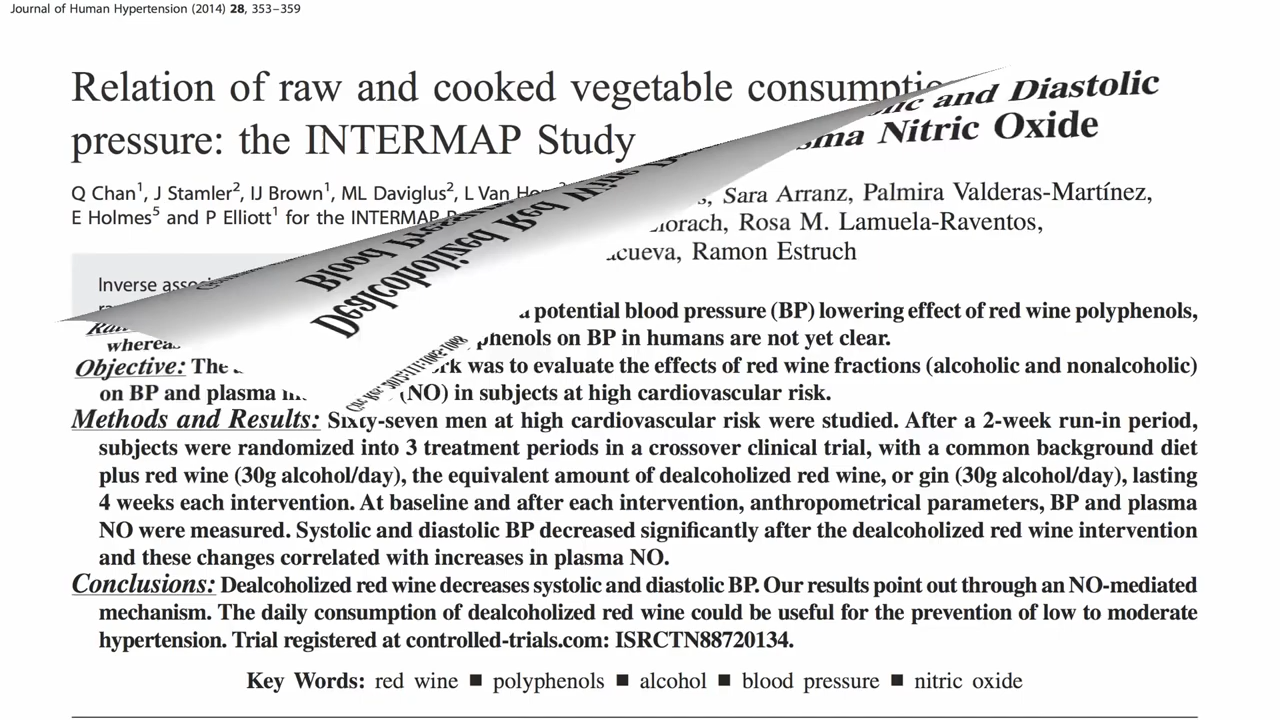 Journal of Human Hypertension (2014) 28, 353–359
Relation of raw and cooked vegetable
pressure: the INTERMAP Study
and Diastolic
Nitric Oxide
Q Chan1, J Stamler2, IJ Brown1, ML Daviglus2, L Van
E Holmes5 and P Elliott1 for the INTERMAP
Sara Arranz, Palmira Valderas-Martínez,
Rosa M. Lamuela-Raventos,
Ramon Estruch
Blood
Dealcoholized Red Wine
Inverse
potential blood pressure (BP) lowering effect of red wine polyphenols,
on BP in humans are not yet clear.
Objective: The was to evaluate the effects of red wine fractions (alcoholic and nonalcoholic)
on BP and plasma (NO) in subjects at high cardiovascular risk.
Methods and Results: Sixty-seven men at high cardiovascular risk were studied. After a 2-week run-in period,
subjects were randomized into 3 treatment periods in a crossover clinical trial, with a common background diet
plus red wine (30g alcohol/day), the equivalent amount of dealcoholized red wine, or gin (30g alcohol/day), lasting
4 weeks each intervention. At baseline and after each intervention, anthropometrical parameters, BP and plasma
NO were measured. Systolic and diastolic BP decreased significantly after the dealcoholized red wine intervention
and these changes correlated with increases in plasma NO.
Conclusions: Dealcoholized red wine decreases systolic and diastolic BP. Our results point out through an NO-mediated
mechanism. The daily consumption of dealcoholized red wine could be useful for the prevention of low to moderate
hypertension. Trial registered at controlled-trials.com: ISRCTN88720134.
Key Words: red wine ■ polyphenols ■ alcohol ■ blood pressure ■ nitric oxide